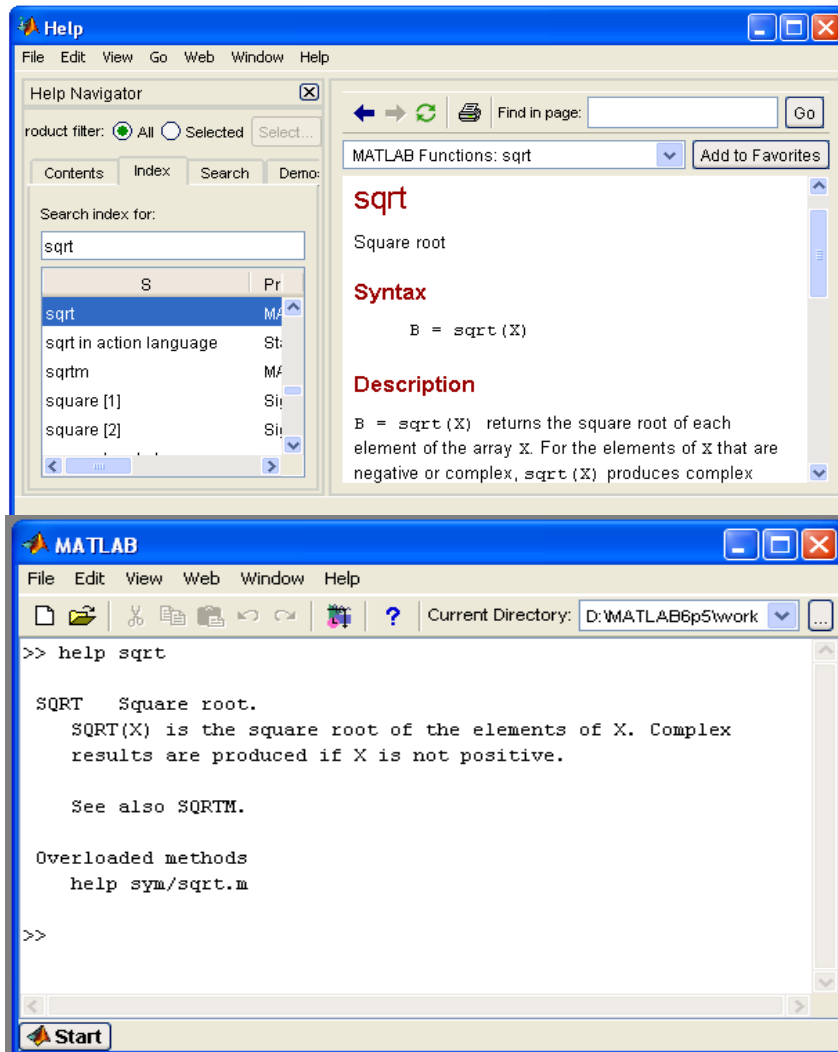 Help
File Edit View Go Web Window Help
Help Navigator
roduct filter: All Selected Select...
Contents Index Search Demo:
Search index for:
sqrt
S Pr
sqrt MA
sqrt in action language Sta
sqrtm MA
square [1] Sig
square [2] Sig
Find in page: Go
MATLAB Functions: sqrt Add to Favorites
sqrt
Square root
Syntax
B = sqrt(X)
Description
B = sqrt(X) returns the square root of each
element of the array X. For the elements of X that are
negative or complex, sqrt(X) produces complex
MATLAB
File Edit View Web Window Help
? Current Directory: D:\MATLAB6p5\work ...
>> help sqrt
SQRT Square root.
SQRT(X) is the square root of the elements of X. Complex
results are produced if X is not positive.
See also SQRTM.
Overloaded methods
help sym/sqrt.m
>>
Start